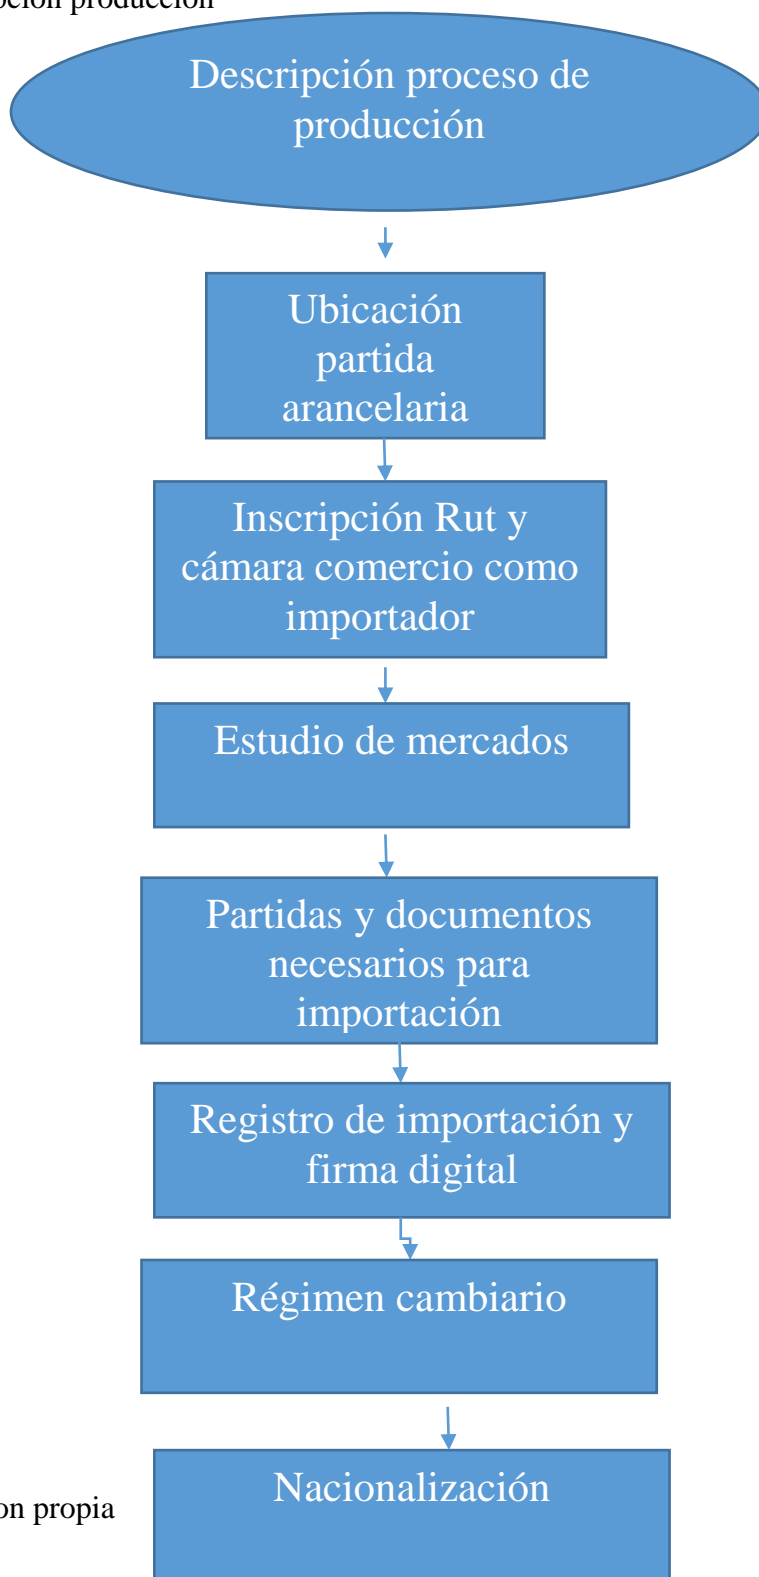 producción
Descripción proceso de
producción
Ubicación
partida
arancelaria
Inscripción Rut y
cámara comercio como
importador
Estudio de mercados
Partidas y documentos
necesarios para
importación
Registro de importación y
firma digital
Régimen cambiario
Nacionalización
propia